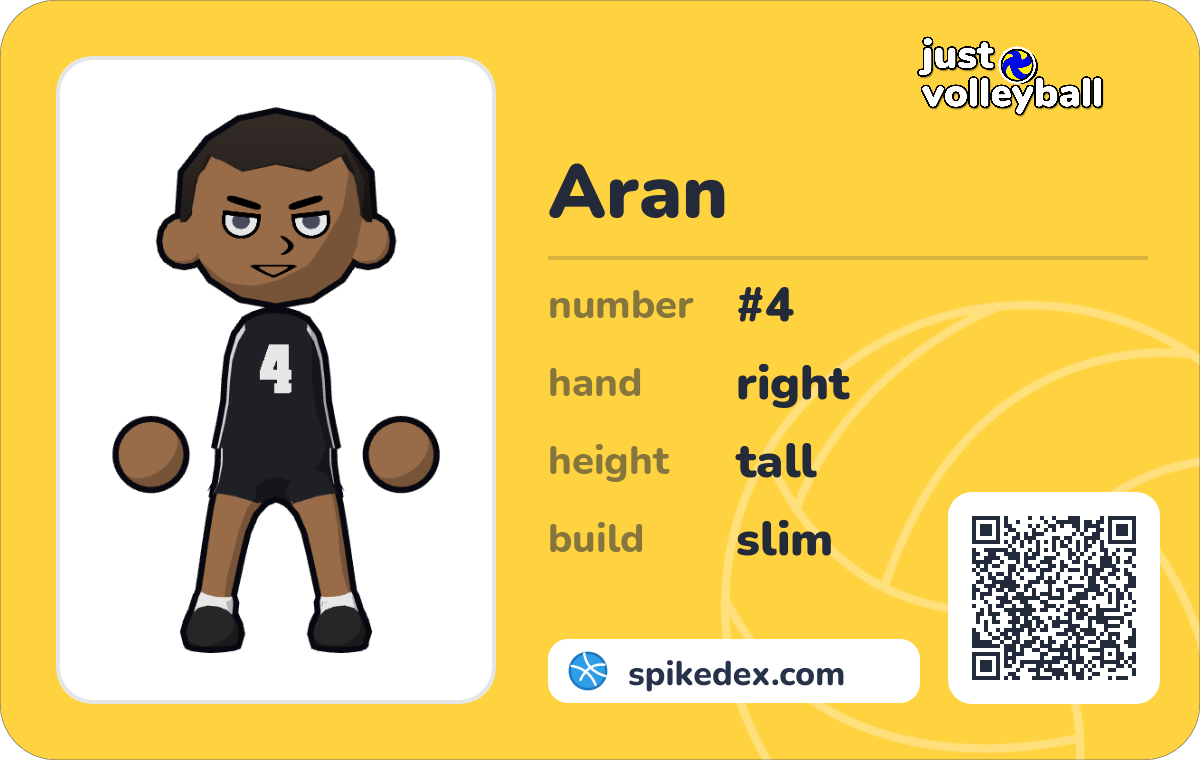 just
volleyball
Aran
number #4
hand right
height tall
build slim
4
spikedex.com